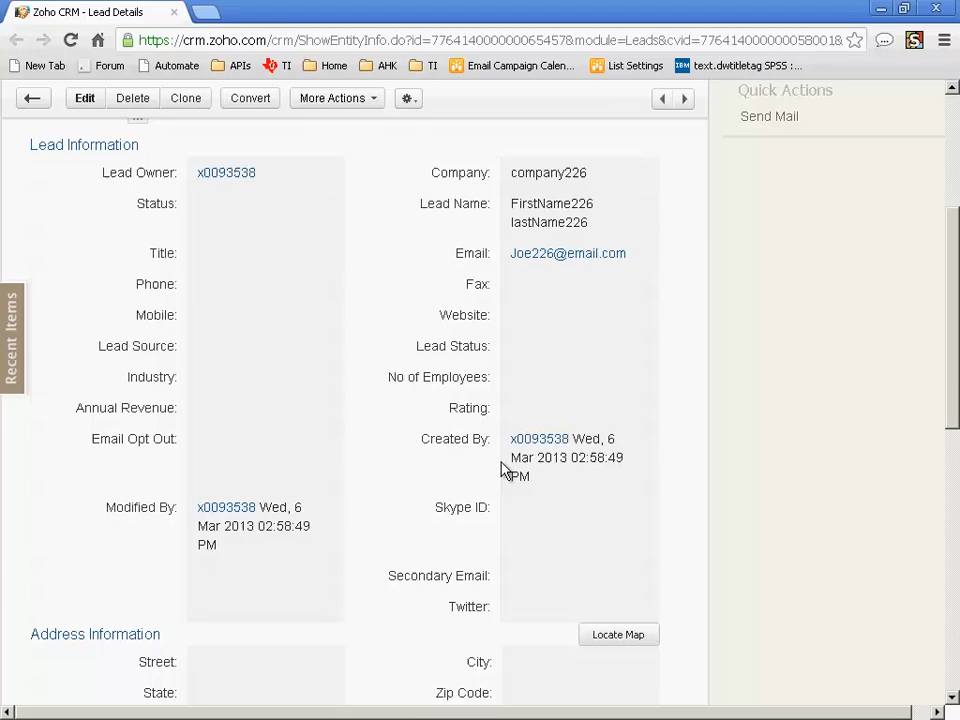 Zoho CRM - Lead Details
https://crm.zoho.com/crm/ShowEntityInfo.do?id=776414000000065457&module=Leads&cvid=776414000000058001&
New Tab Forum Automate APIs TI Home AHK TI Email Campaign Calen... List Settings IBM text.dwtitletag SPSS :...
Edit Delete Clone Convert More Actions
Quick Actions
Send Mail
Lead Information
Lead Owner: x0093538 Company: company226
Status: Lead Name: FirstName226
lastName226
Title: Email: Joe226@email.com
Phone: Fax:
Mobile: Website:
Lead Source: Lead Status:
Industry: No of Employees:
Annual Revenue: Rating:
Email Opt Out: Created By: x0093538 Wed, 6
Mar 2013 02:58:49
PM
Modified By: x0093538 Wed, 6 Skype ID:
Mar 2013 02:58:49
PM
Secondary Email:
Twitter:
Address Information Locate Map
Street: City:
State: Zip Code:
Recent Items